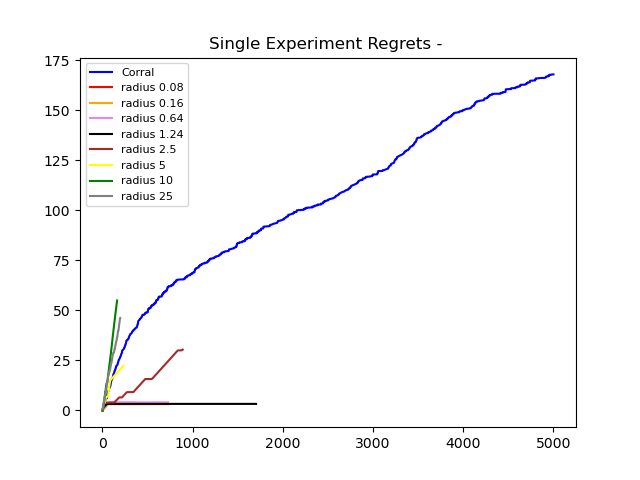 Single Experiment Regrets -
175
150
125
100
75
50
25
0
Corral
radius 0.08
radius 0.16
radius 0.64
radius 1.24
radius 2.5
radius 5
radius 10
radius 25
0 1000 2000 3000 4000 5000